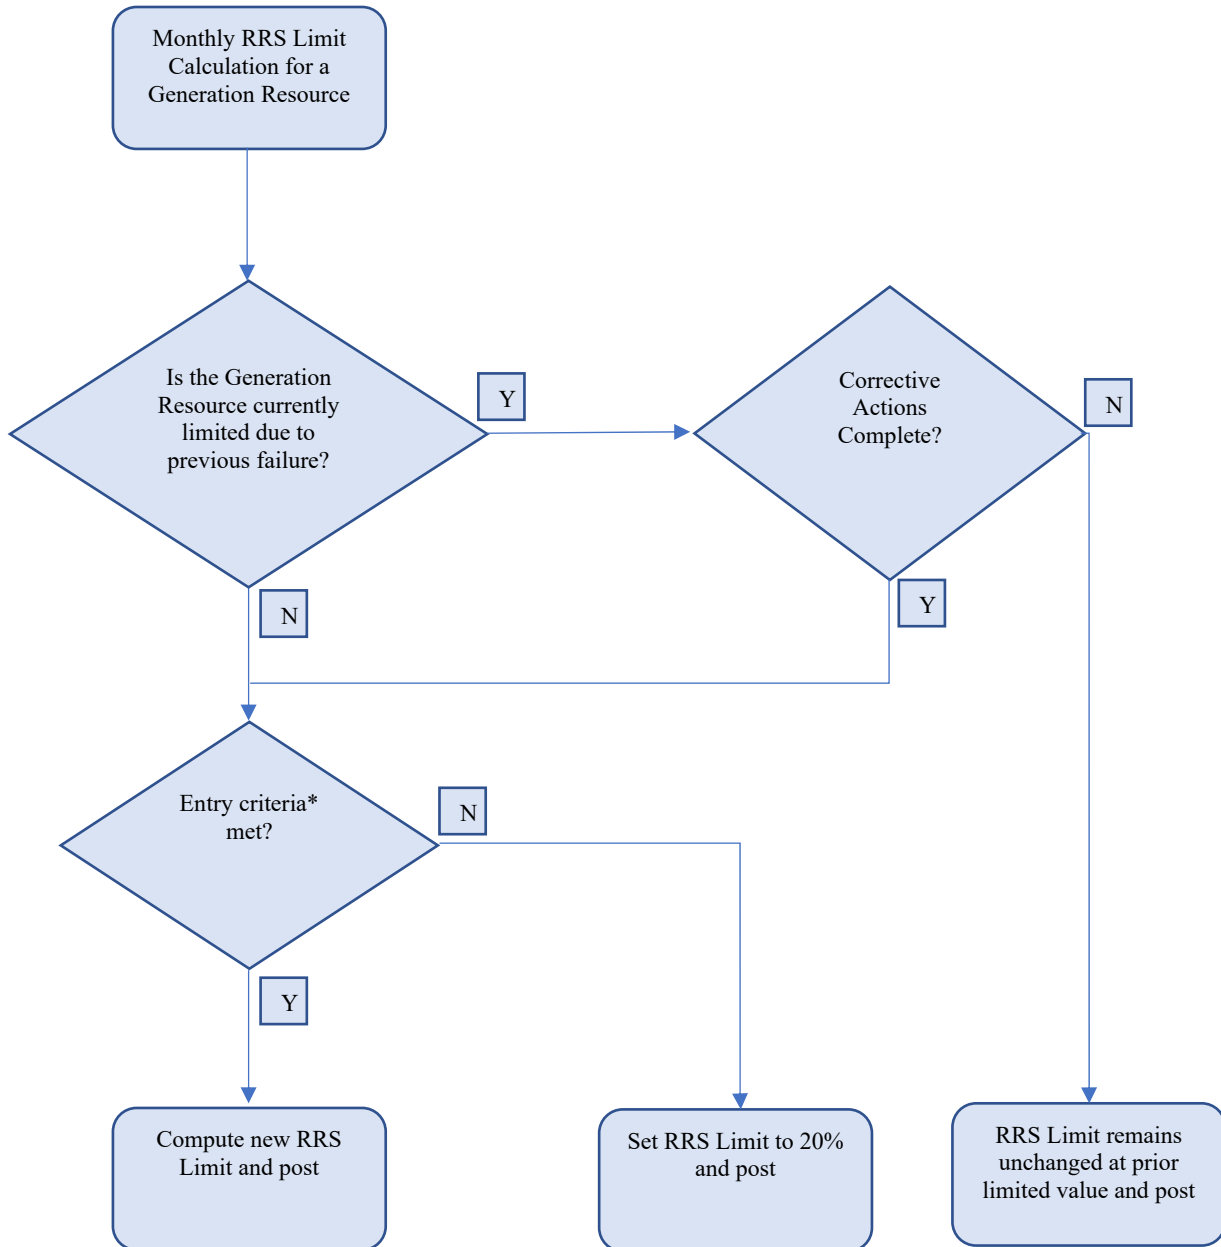 Monthly RRS Limit
Calculation for a
Generation Resource
Is the Generation
Resource currently
limited due to
previous failure?
Y
Corrective
Actions
Complete?
N
N
Y
Entry criteria*
met?
N
Y
Compute new RRS
Limit and post
Set RRS Limit to 20%
and post
RRS Limit remains
unchanged at prior
limited value and post